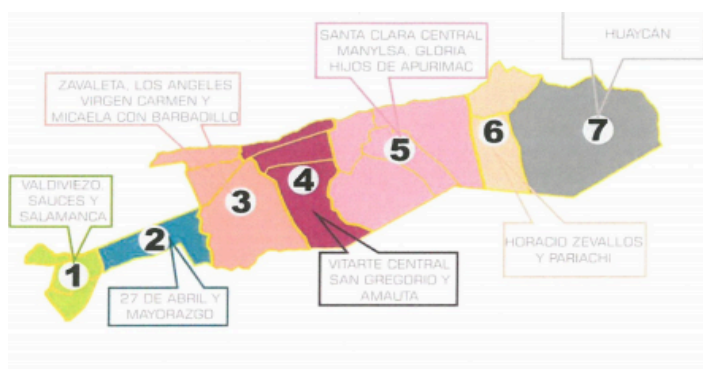 SANTA CLARA CENTRAL
MANYLSA, GLORIA
HIJOS DE APURIMAC
HUAYCÁN
ZAVALETA, LOS ANGELES
VIRGEN CARMEN Y
MICAELA CON BARBADILLO
VALDIVIEZO
SAUCES Y
SALAMANCA
1
2
3
4
5
6
7
27 DE ABRIL Y
MAYORAZGO
VITARTE CENTRAL
SAN GREGORIO Y
AMAUTA
HORACIO ZEVALLOS
Y PARIACHI